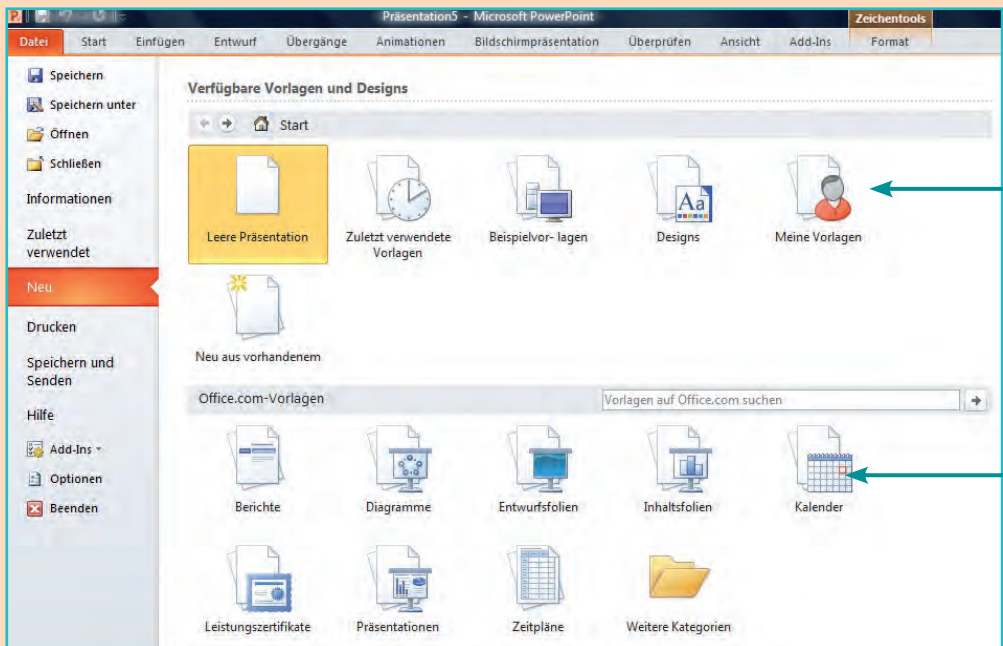 Präsentation5 - Microsoft PowerPoint
Zeichentools
Datei Start Einfügen Entwurf Übergänge Animationen Bildschirmpräsentation Überprüfen Ansicht Add-Ins Format
Speichern
Speichern unter
Öffnen
Schließen
Informationen
Zuletzt
verwendet
Neu
Drucken
Speichern und
Senden
Hilfe
Add-Ins
Optionen
Beenden
Verfügbare Vorlagen und Designs
Start
Leere Präsentation
Zuletzt verwendete
Vorlagen
Beispielvor- lagen
Aa
Designs
Meine Vorlagen
Neu aus vorhandenem
Office.com-Vorlagen
Vorlagen auf Office.com suchen
Berichte
Diagramme
Entwurfsfolien
Inhaltsfolien
Kalender
Leistungszertifikate
Präsentationen
Zeitpläne
Weitere Kategorien